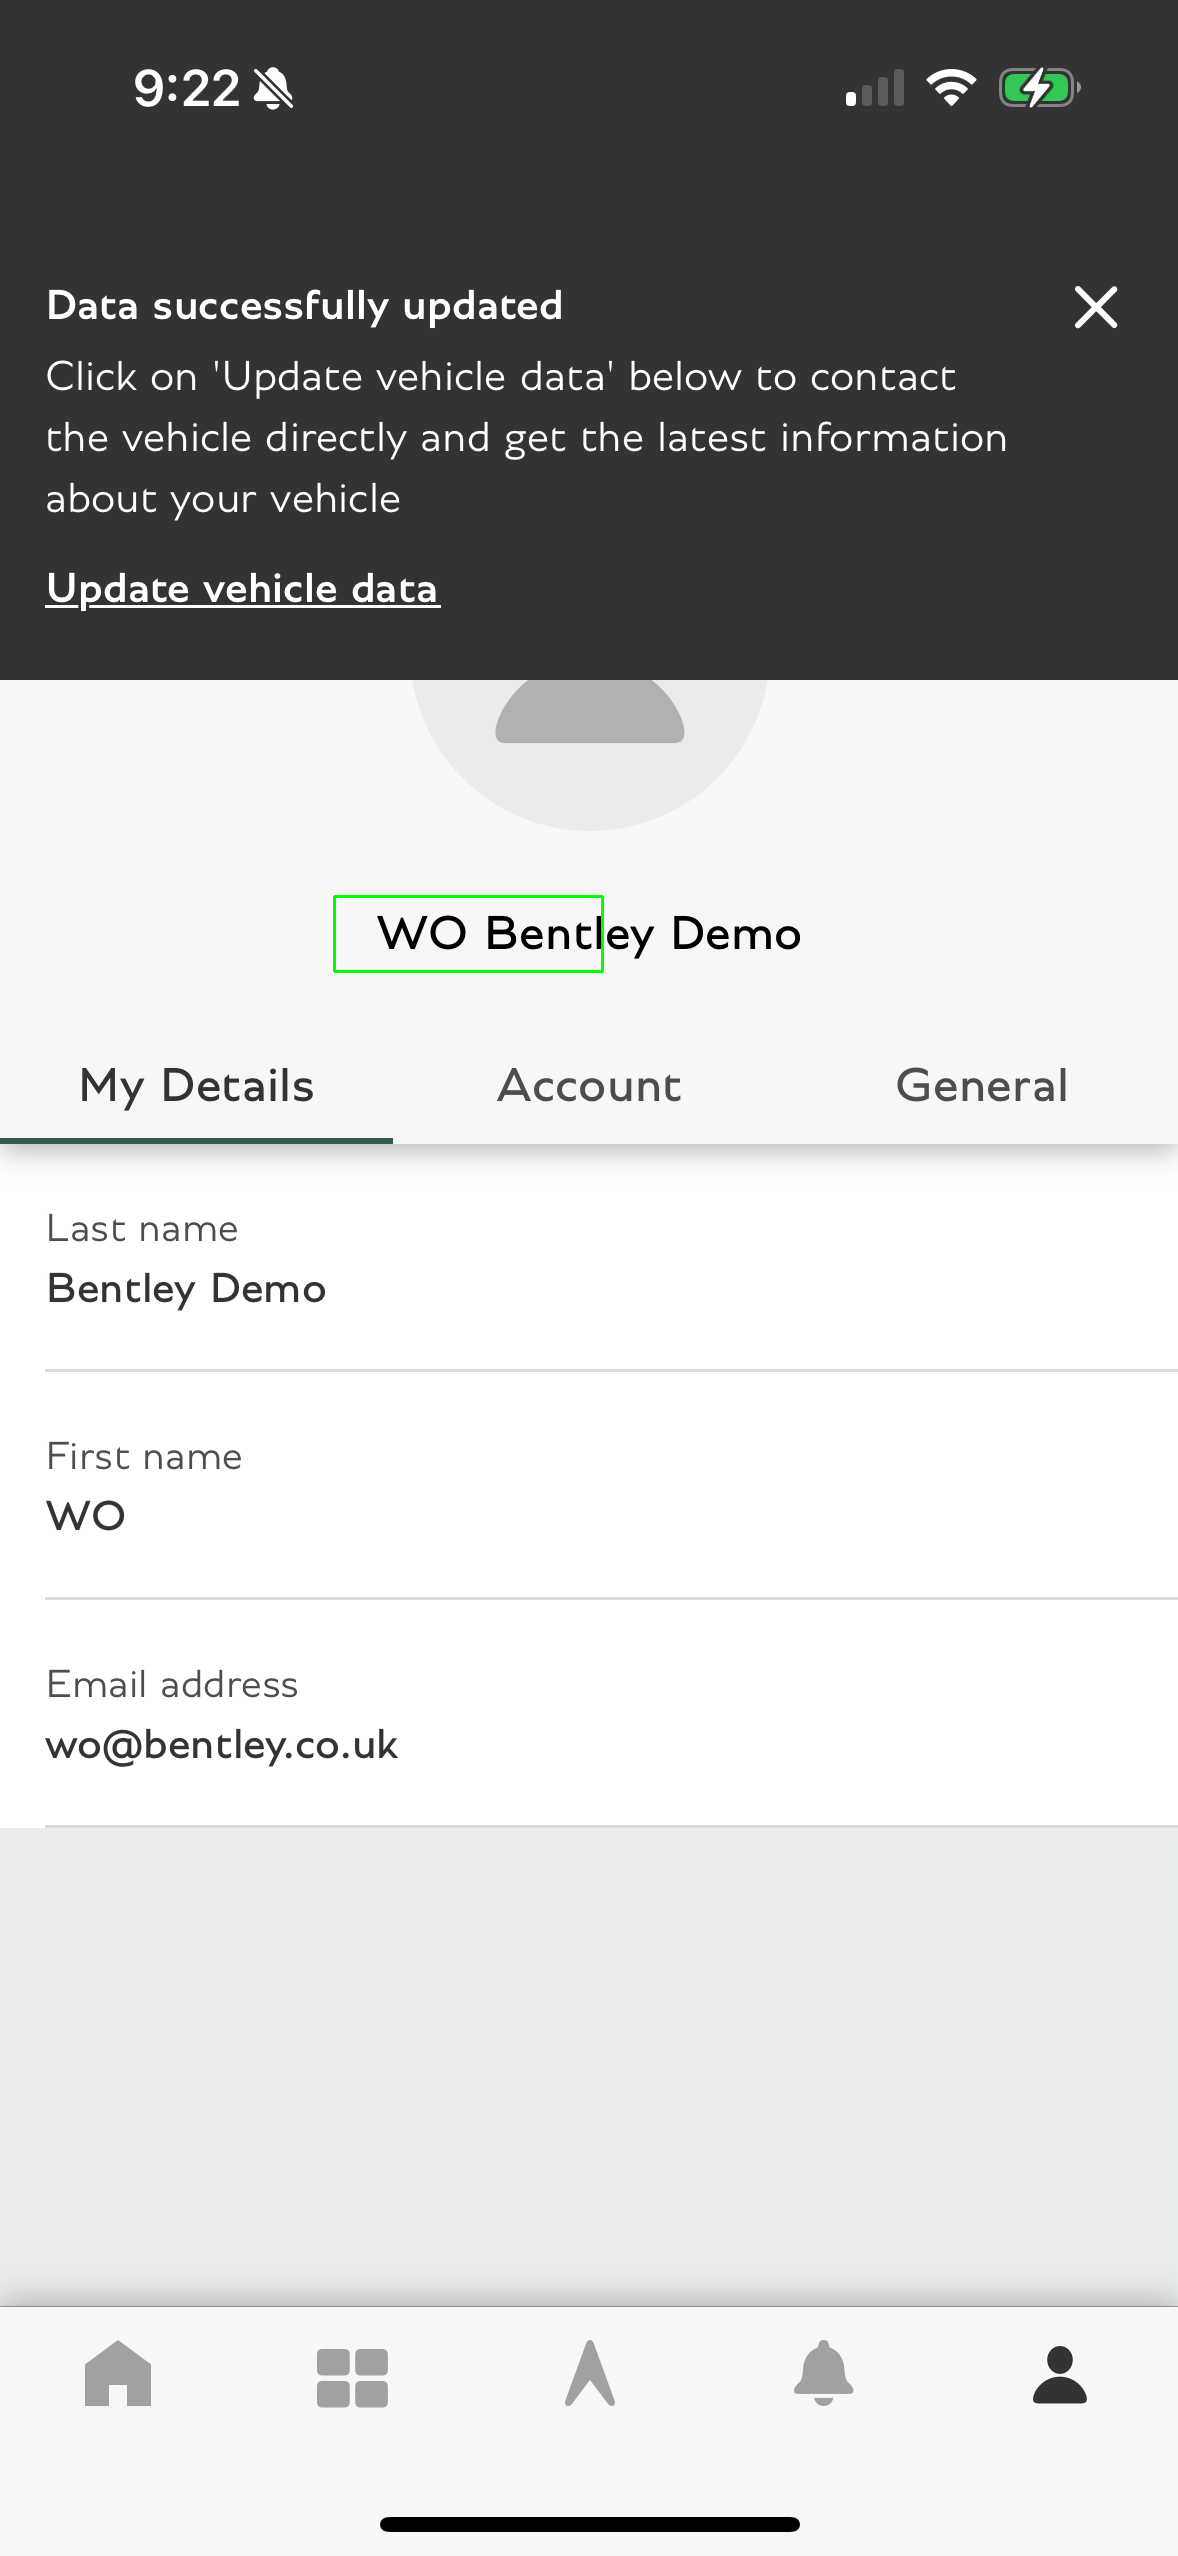 9:22
Data successfully updated
Click on 'Update vehicle data' below to contact
the vehicle directly and get the latest information
about your vehicle
Update vehicle data
WO Bentley Demo
My Details
Account
General
Last name
Bentley Demo
First name
WO
Email address
wo@bentley.co.uk